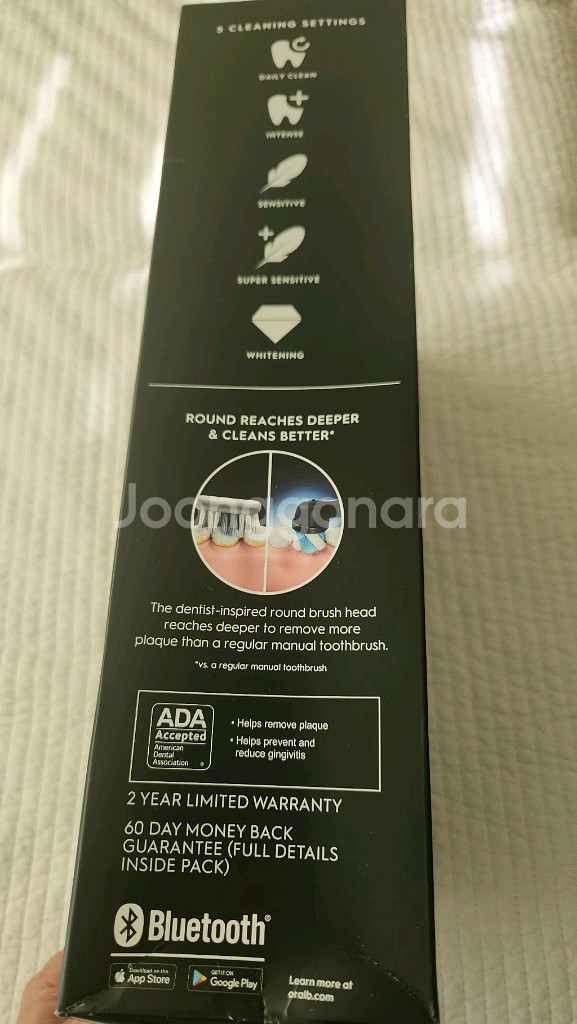 5 CLEANING SETTINGS
DAILY CLEAN
INTENSE
SENSITIVE
SUPER SENSITIVE
WHITENING
ROUND REACHES DEEPER
& CLEANS BETTER*
Joonggonara
The dentist-inspired round brush head
reaches deeper to remove more
plaque than a regular manual toothbrush.
*vs. a regular manual toothbrush
ADA
Accepted
American
Dental
Association ®
• Helps remove plaque
• Helps prevent and
reduce gingivitis
2 YEAR LIMITED WARRANTY
60 DAY MONEY BACK
GUARANTEE (FULL DETAILS
INSIDE PACK)
Bluetooth®
Download on the
App Store
GET IT ON
Google Play
Learn more at
oralb.com